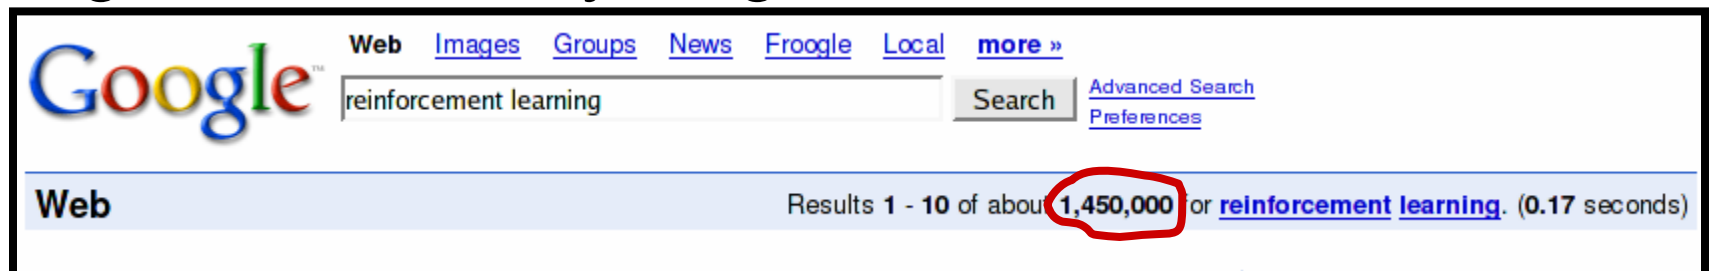 Web Images Groups News Froogle Local more »
Google™
reinforcement learning Search Advanced Search
Preferences
Web Results 1 - 10 of about 1,450,000 for reinforcement learning. (0.17 seconds)